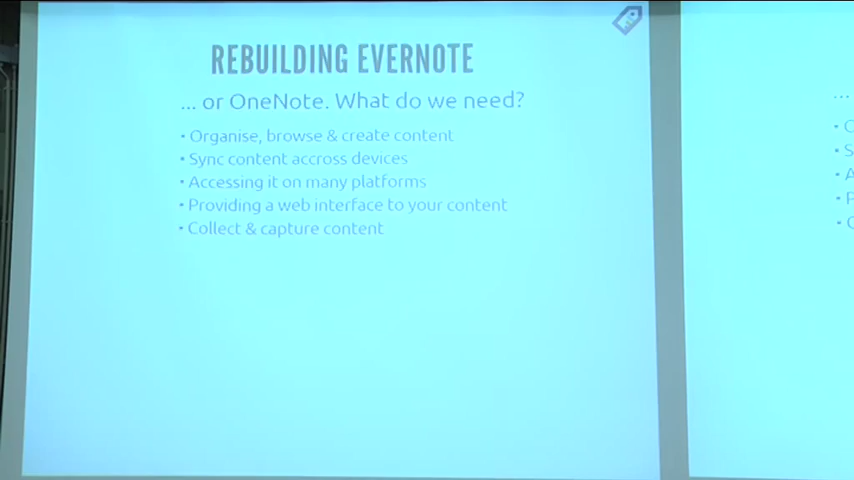 REBUILDING EVERNOTE
... or OneNote. What do we need?
• Organise, browse & create content
• Sync content accross devices
• Accessing it on many platforms
• Providing a web interface to your content
• Collect & capture content
...
• C
• S
• A
• P
• C